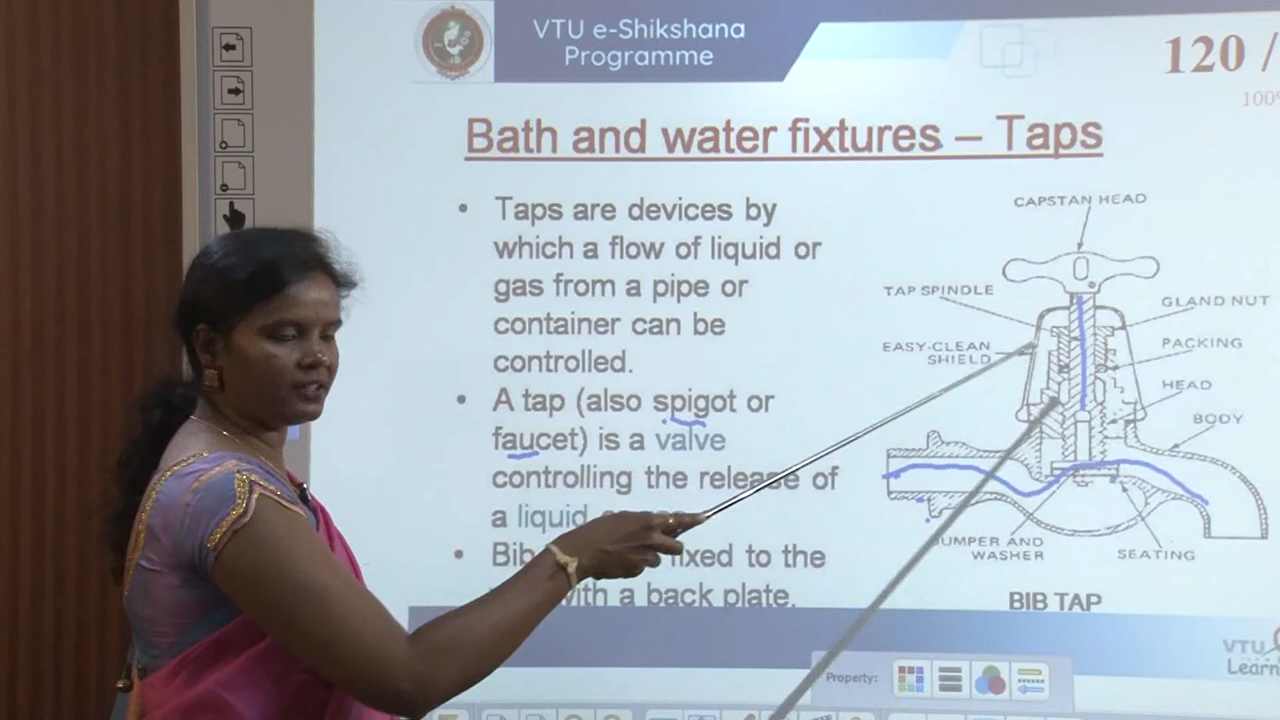 VTU e-Shikshana
Programme
120 /
100%
Bath and water fixtures – Taps
• Taps are devices by
which a flow of liquid or
gas from a pipe or
container can be
controlled.
• A tap (also spigot or
faucet) is a valve
controlling the release of
a liquid
• Bib fixed to the
with a back plate.
CAPSTAN HEAD
TAP SPINDLE
GLAND NUT
EASY-CLEAN
SHIELD
PACKING
HEAD
BODY
JUMPER AND
WASHER
SEATING
BIB TAP
VTU
Learn
Property: